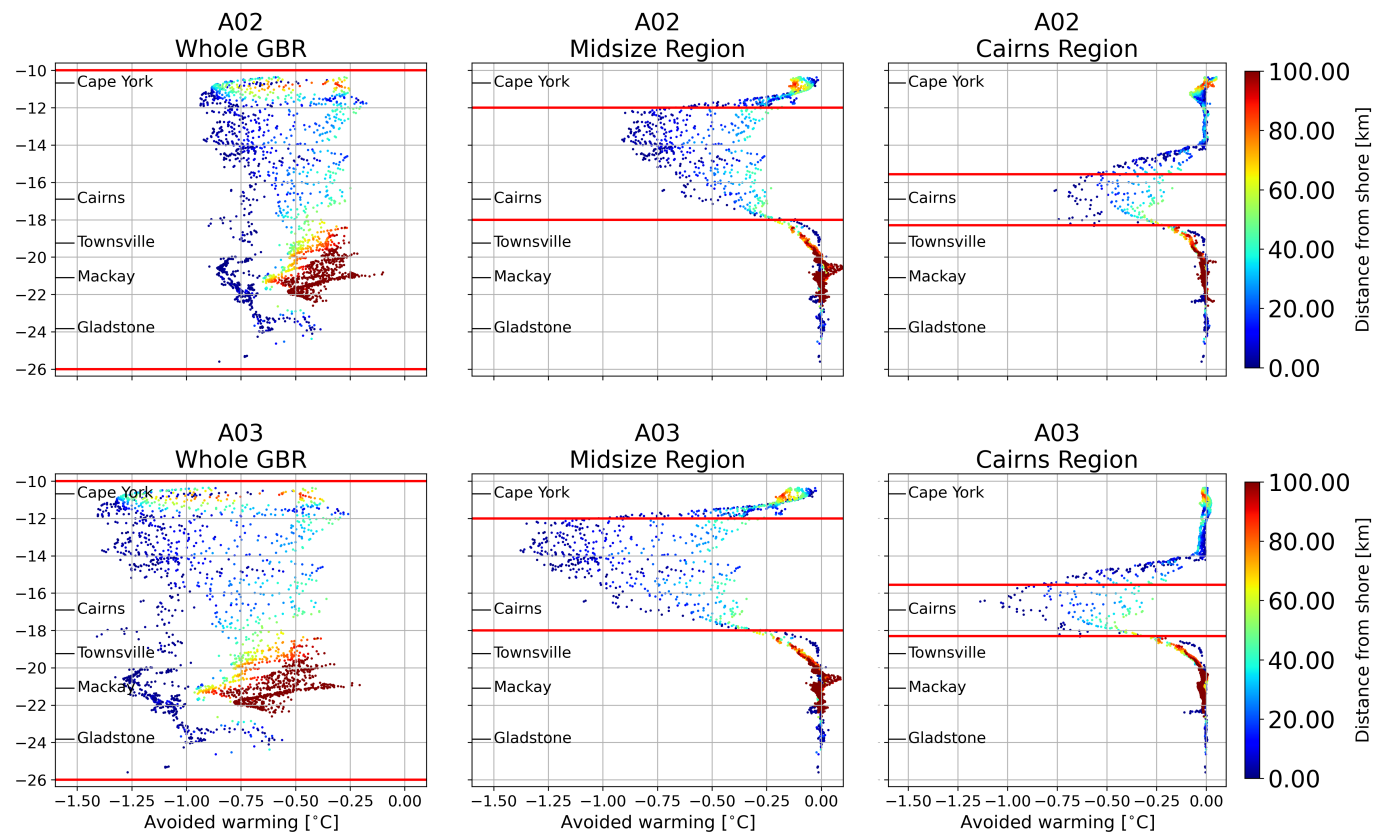 A02
Whole GBR
A02
Midsize Region
A02
Cairns Region
−10
−12
−14
−16
−18
−20
−22
−24
−26
Cape York
Cairns
Townsville
Mackay
Gladstone
Cape York
Cairns
Townsville
Mackay
Gladstone
Cape York
Cairns
Townsville
Mackay
Gladstone
100.00
80.00
60.00
40.00
20.00
0.00
Distance from shore [km]
A03
Whole GBR
A03
Midsize Region
A03
Cairns Region
−10
−12
−14
−16
−18
−20
−22
−24
−26
Cape York
Cairns
Townsville
Mackay
Gladstone
Cape York
Cairns
Townsville
Mackay
Gladstone
Cape York
Cairns
Townsville
Mackay
Gladstone
100.00
80.00
60.00
40.00
20.00
0.00
Distance from shore [km]
−1.50 −1.00 −0.75 −0.50 −0.25 0.00
−1.50 −1.00 −0.75 −0.50 −0.25 0.00
−1.50 −1.25 −1.00 −0.75 −0.50 −0.25 0.00
Avoided warming [°C]
Avoided warming [°C]
Avoided warming [°C]